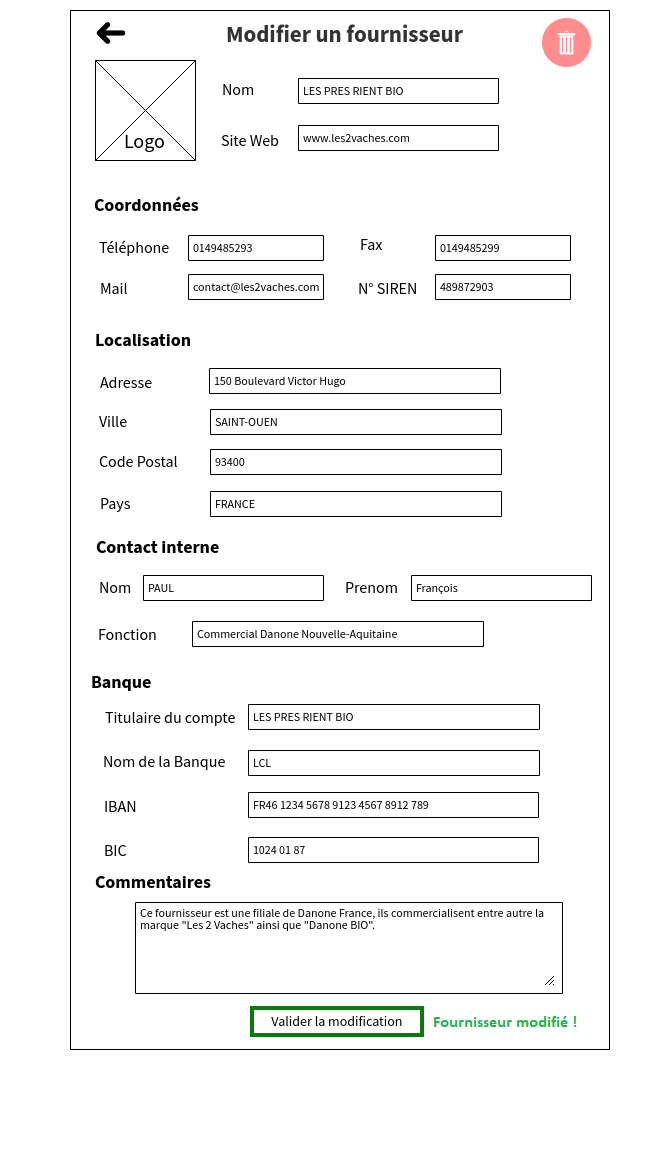 Modifier un fournisseur
Logo
Nom LES PRES RIENT BIO
Site Web www.les2vaches.com
Coordonnées
Téléphone 0149485293 Fax 0149485299
Mail contact@les2vaches.com N° SIREN 489872903
Localisation
Adresse 150 Boulevard Victor Hugo
Ville SAINT-OUEN
Code Postal 93400
Pays FRANCE
Contact interne
Nom PAUL Prenom François
Fonction Commercial Danone Nouvelle-Aquitaine
Banque
Titulaire du compte LES PRES RIENT BIO
Nom de la Banque LCL
IBAN FR46 1234 5678 9123 4567 8912 789
BIC 1024 01 87
Commentaires
Ce fournisseur est une filiale de Danone France, ils commercialisent entre autre la
marque "Les 2 Vaches" ainsi que "Danone BIO".
Valider la modification Fournisseur modifié !